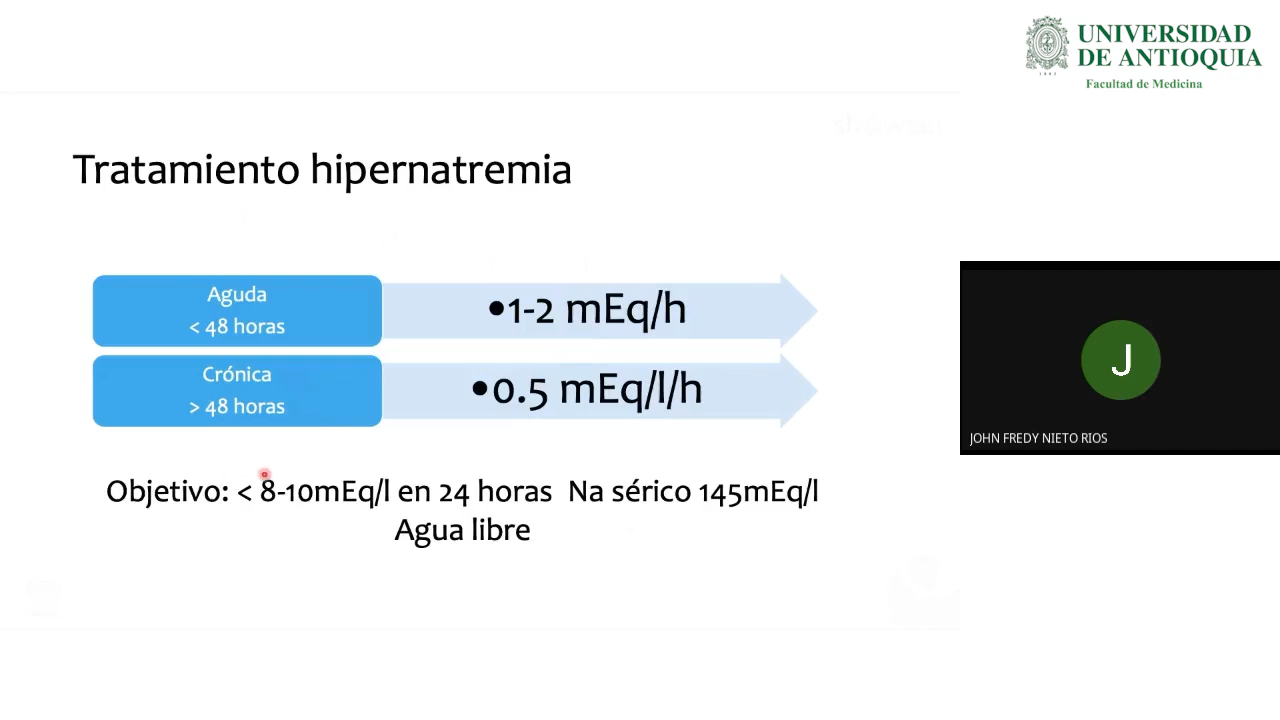 UNIVERSIDAD
DE ANTIOQUIA
Facultad de Medicina
Tratamiento hipernatremia
Aguda
< 48 horas
•1-2 mEq/h
Crónica
> 48 horas
•0.5 mEq/l/h
J
JOHN FREDY NIETO RIOS
Objetivo: < 8-10mEq/l en 24 horas Na sérico 145mEq/l
Agua libre